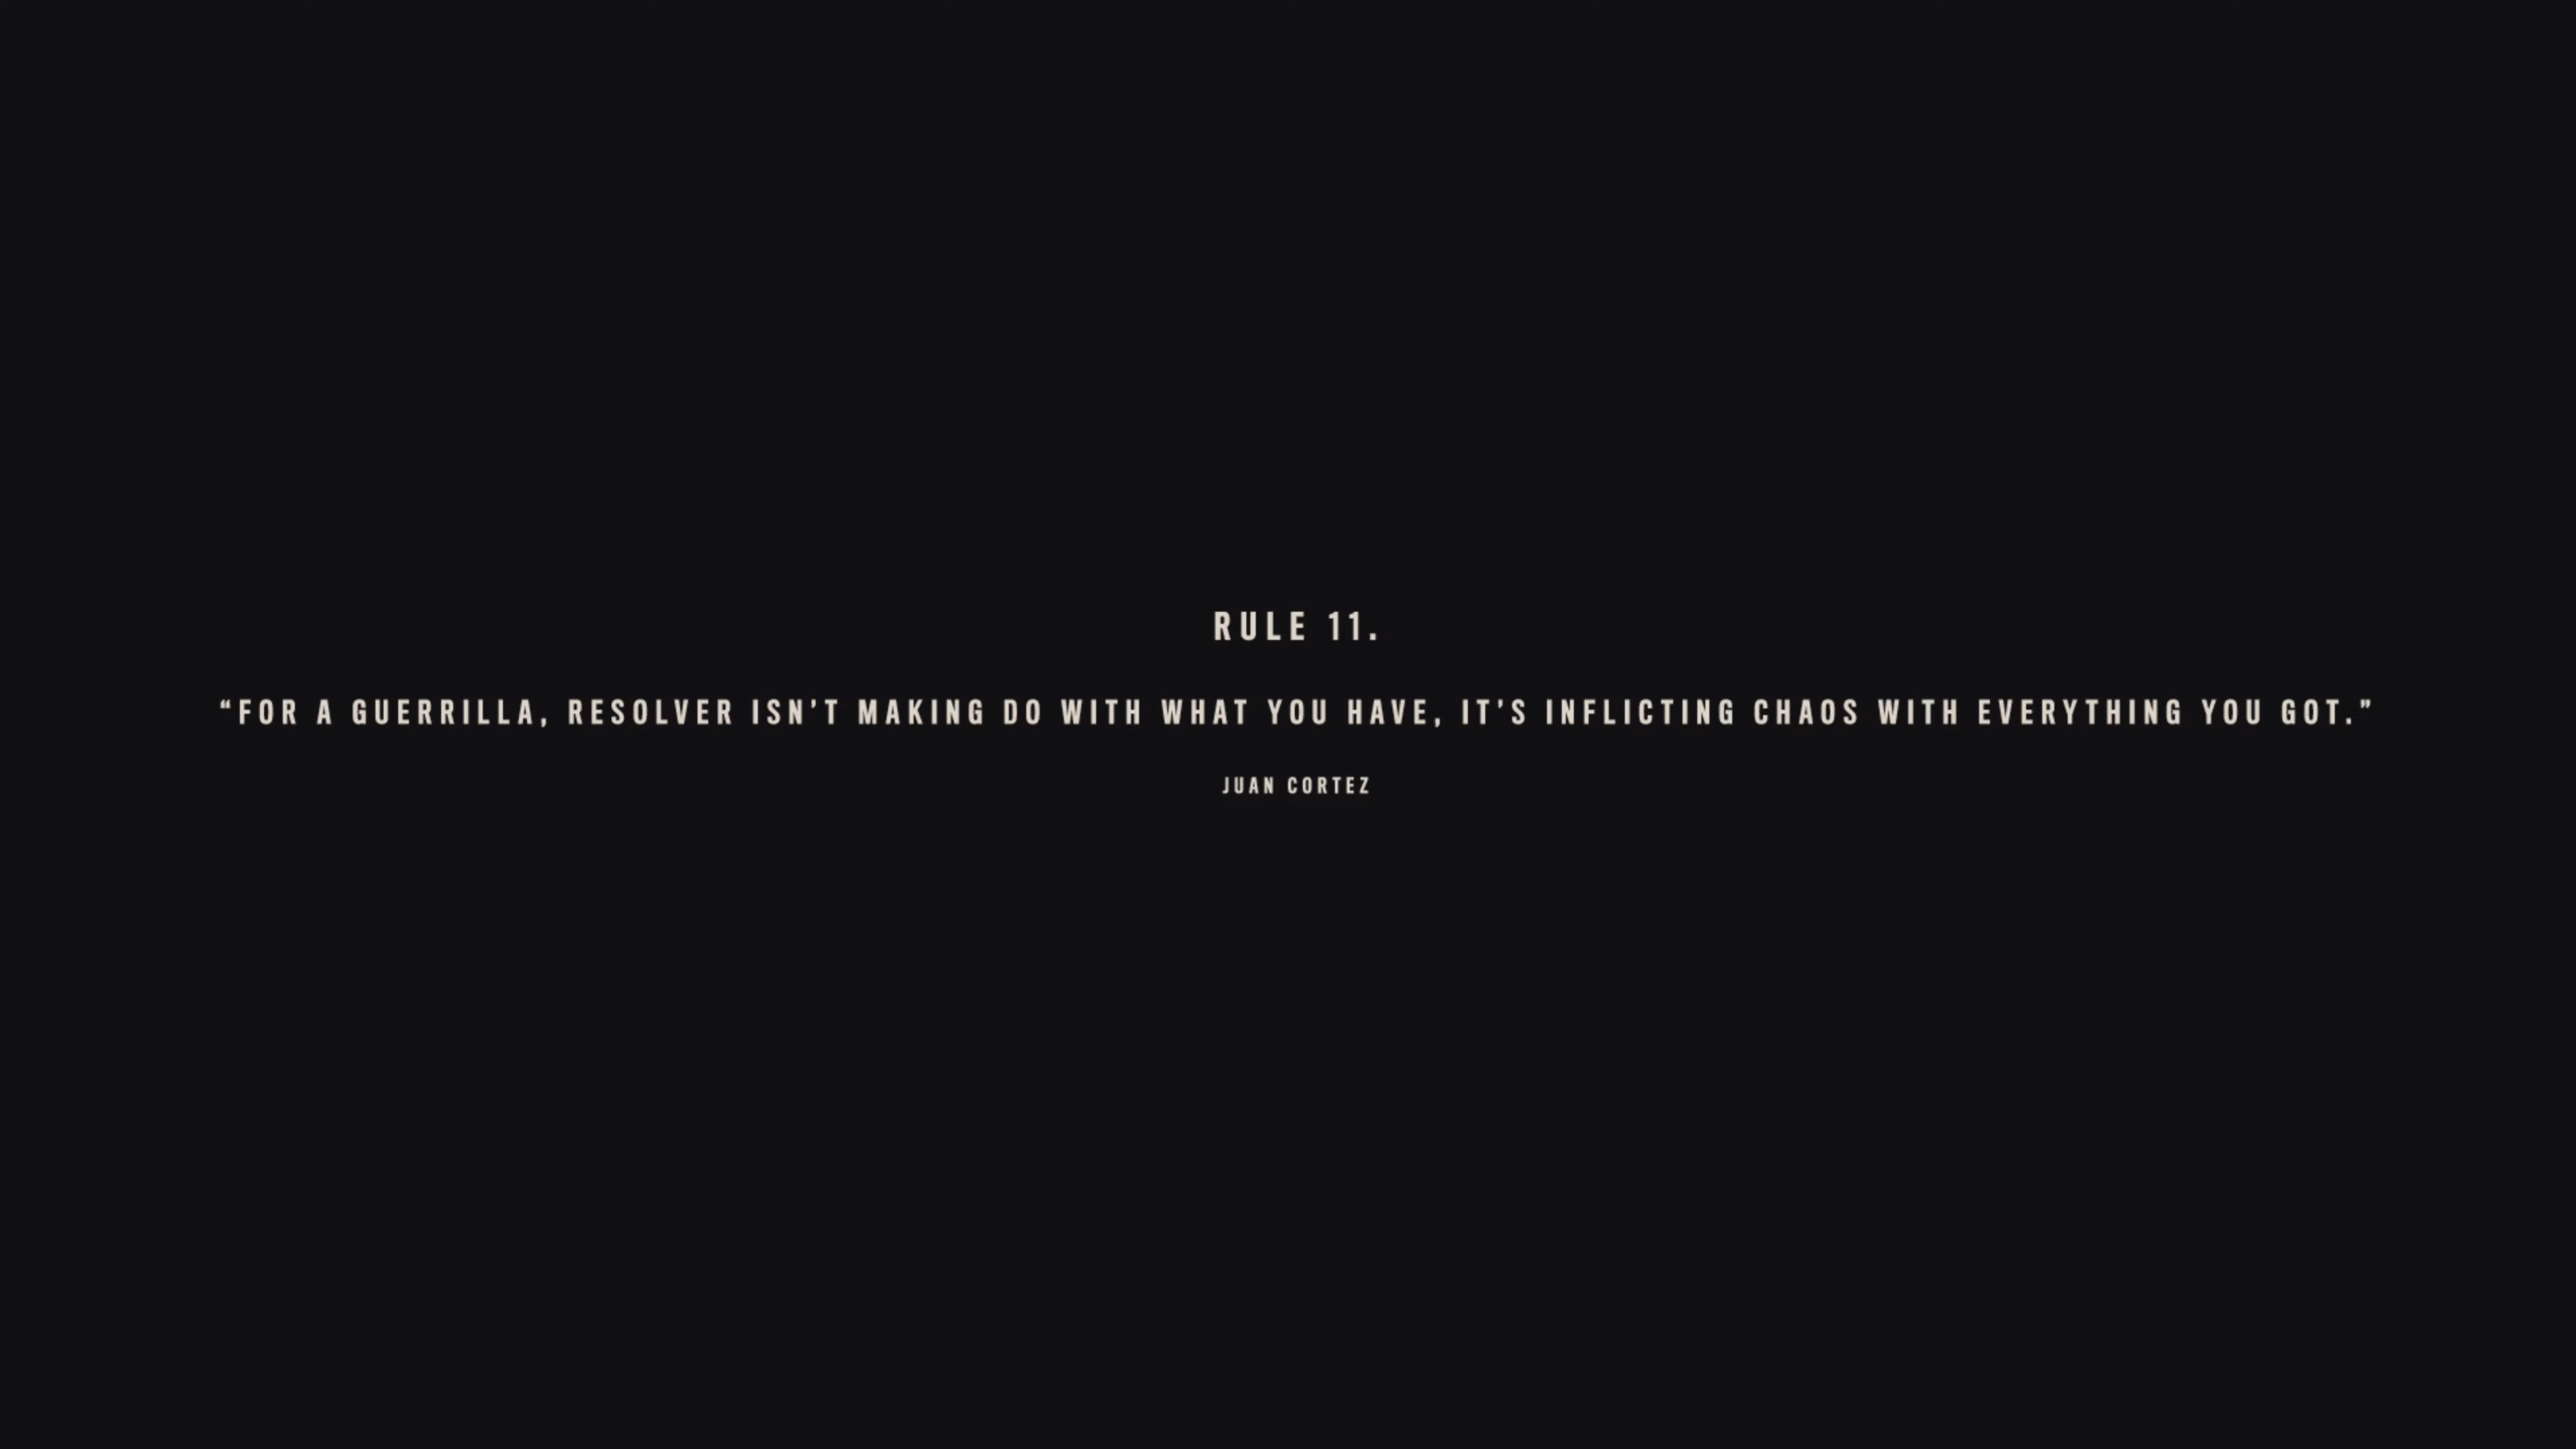 RULE 11.
“FOR A GUERRILLA, RESOLVER ISN’T MAKING DO WITH WHAT YOU HAVE, IT’S INFLICTING CHAOS WITH EVERYTHING YOU GOT.”
JUAN CORTEZ